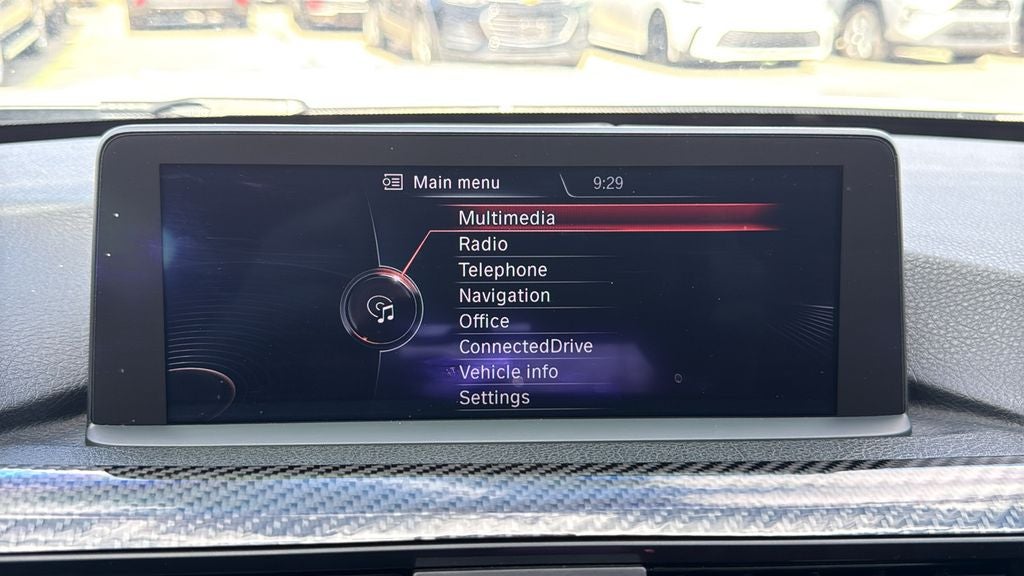 Main menu
9:29
Multimedia
Radio
Telephone
Navigation
Office
ConnectedDrive
Vehicle info
Settings